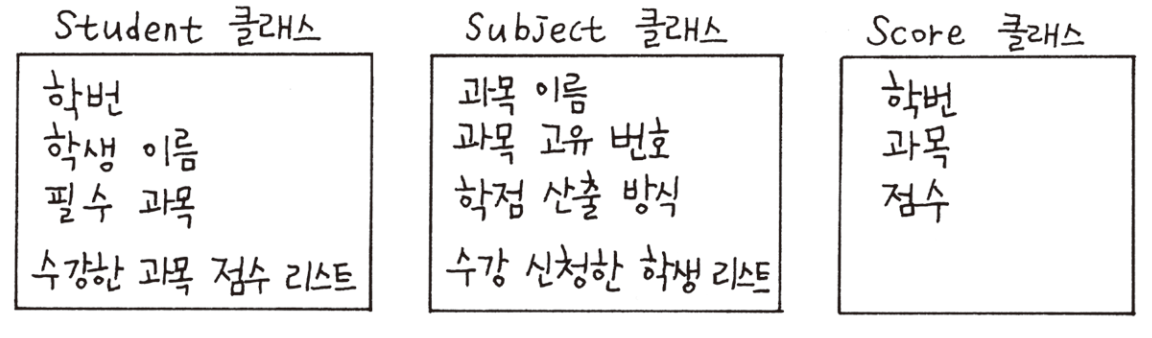 Student 클래스
학번
학생 이름
필수 과목
수강한 과목 점수 리스트
Subject 클래스
과목 이름
과목 고유 번호
학점 산출 방식
수강 신청한 학생 리스트
Score 클래스
학번
과목
점수